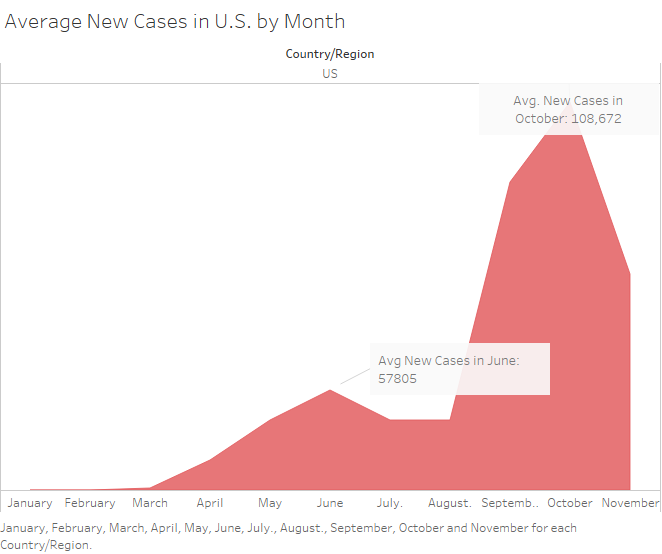 Average New Cases in U.S. by Month
Country/Region
US
Avg. New Cases in
October: 108,672
Avg New Cases in June:
57805
January February March April May June July. August. Septemb.. October November
January, February, March, April, May, June, July., August., September, October and November for each
Country/Region.